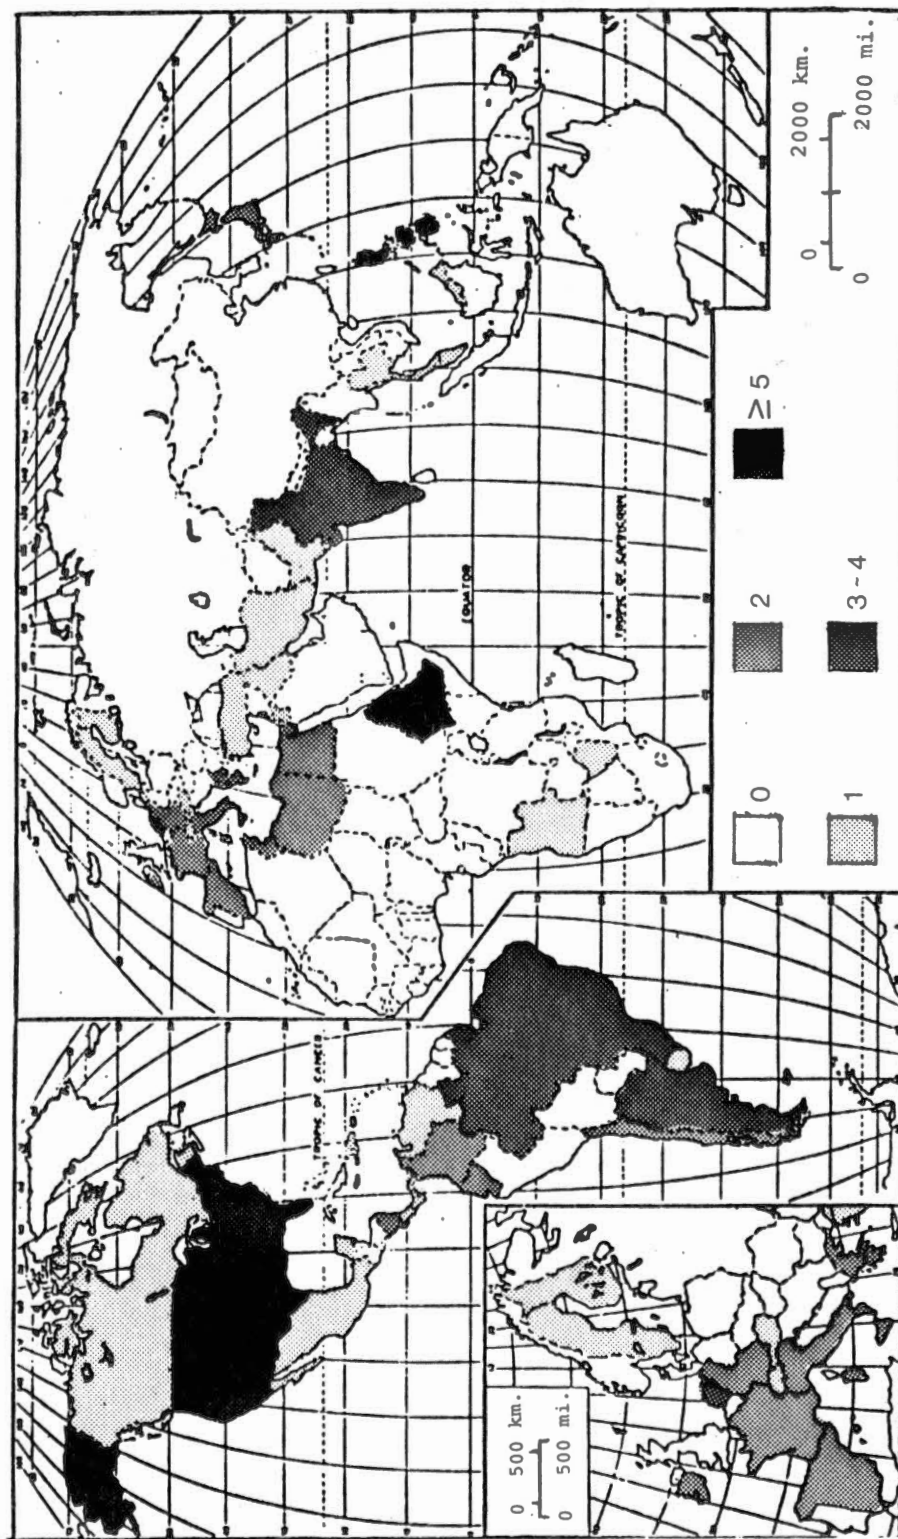 TROPIC OF CANCER
EQUATOR
TROPIC OF CAPRICORN
0 500 km.
0 500 mi.
0
2
≥5
1
3-4
0 2000 km.
0 2000 mi.